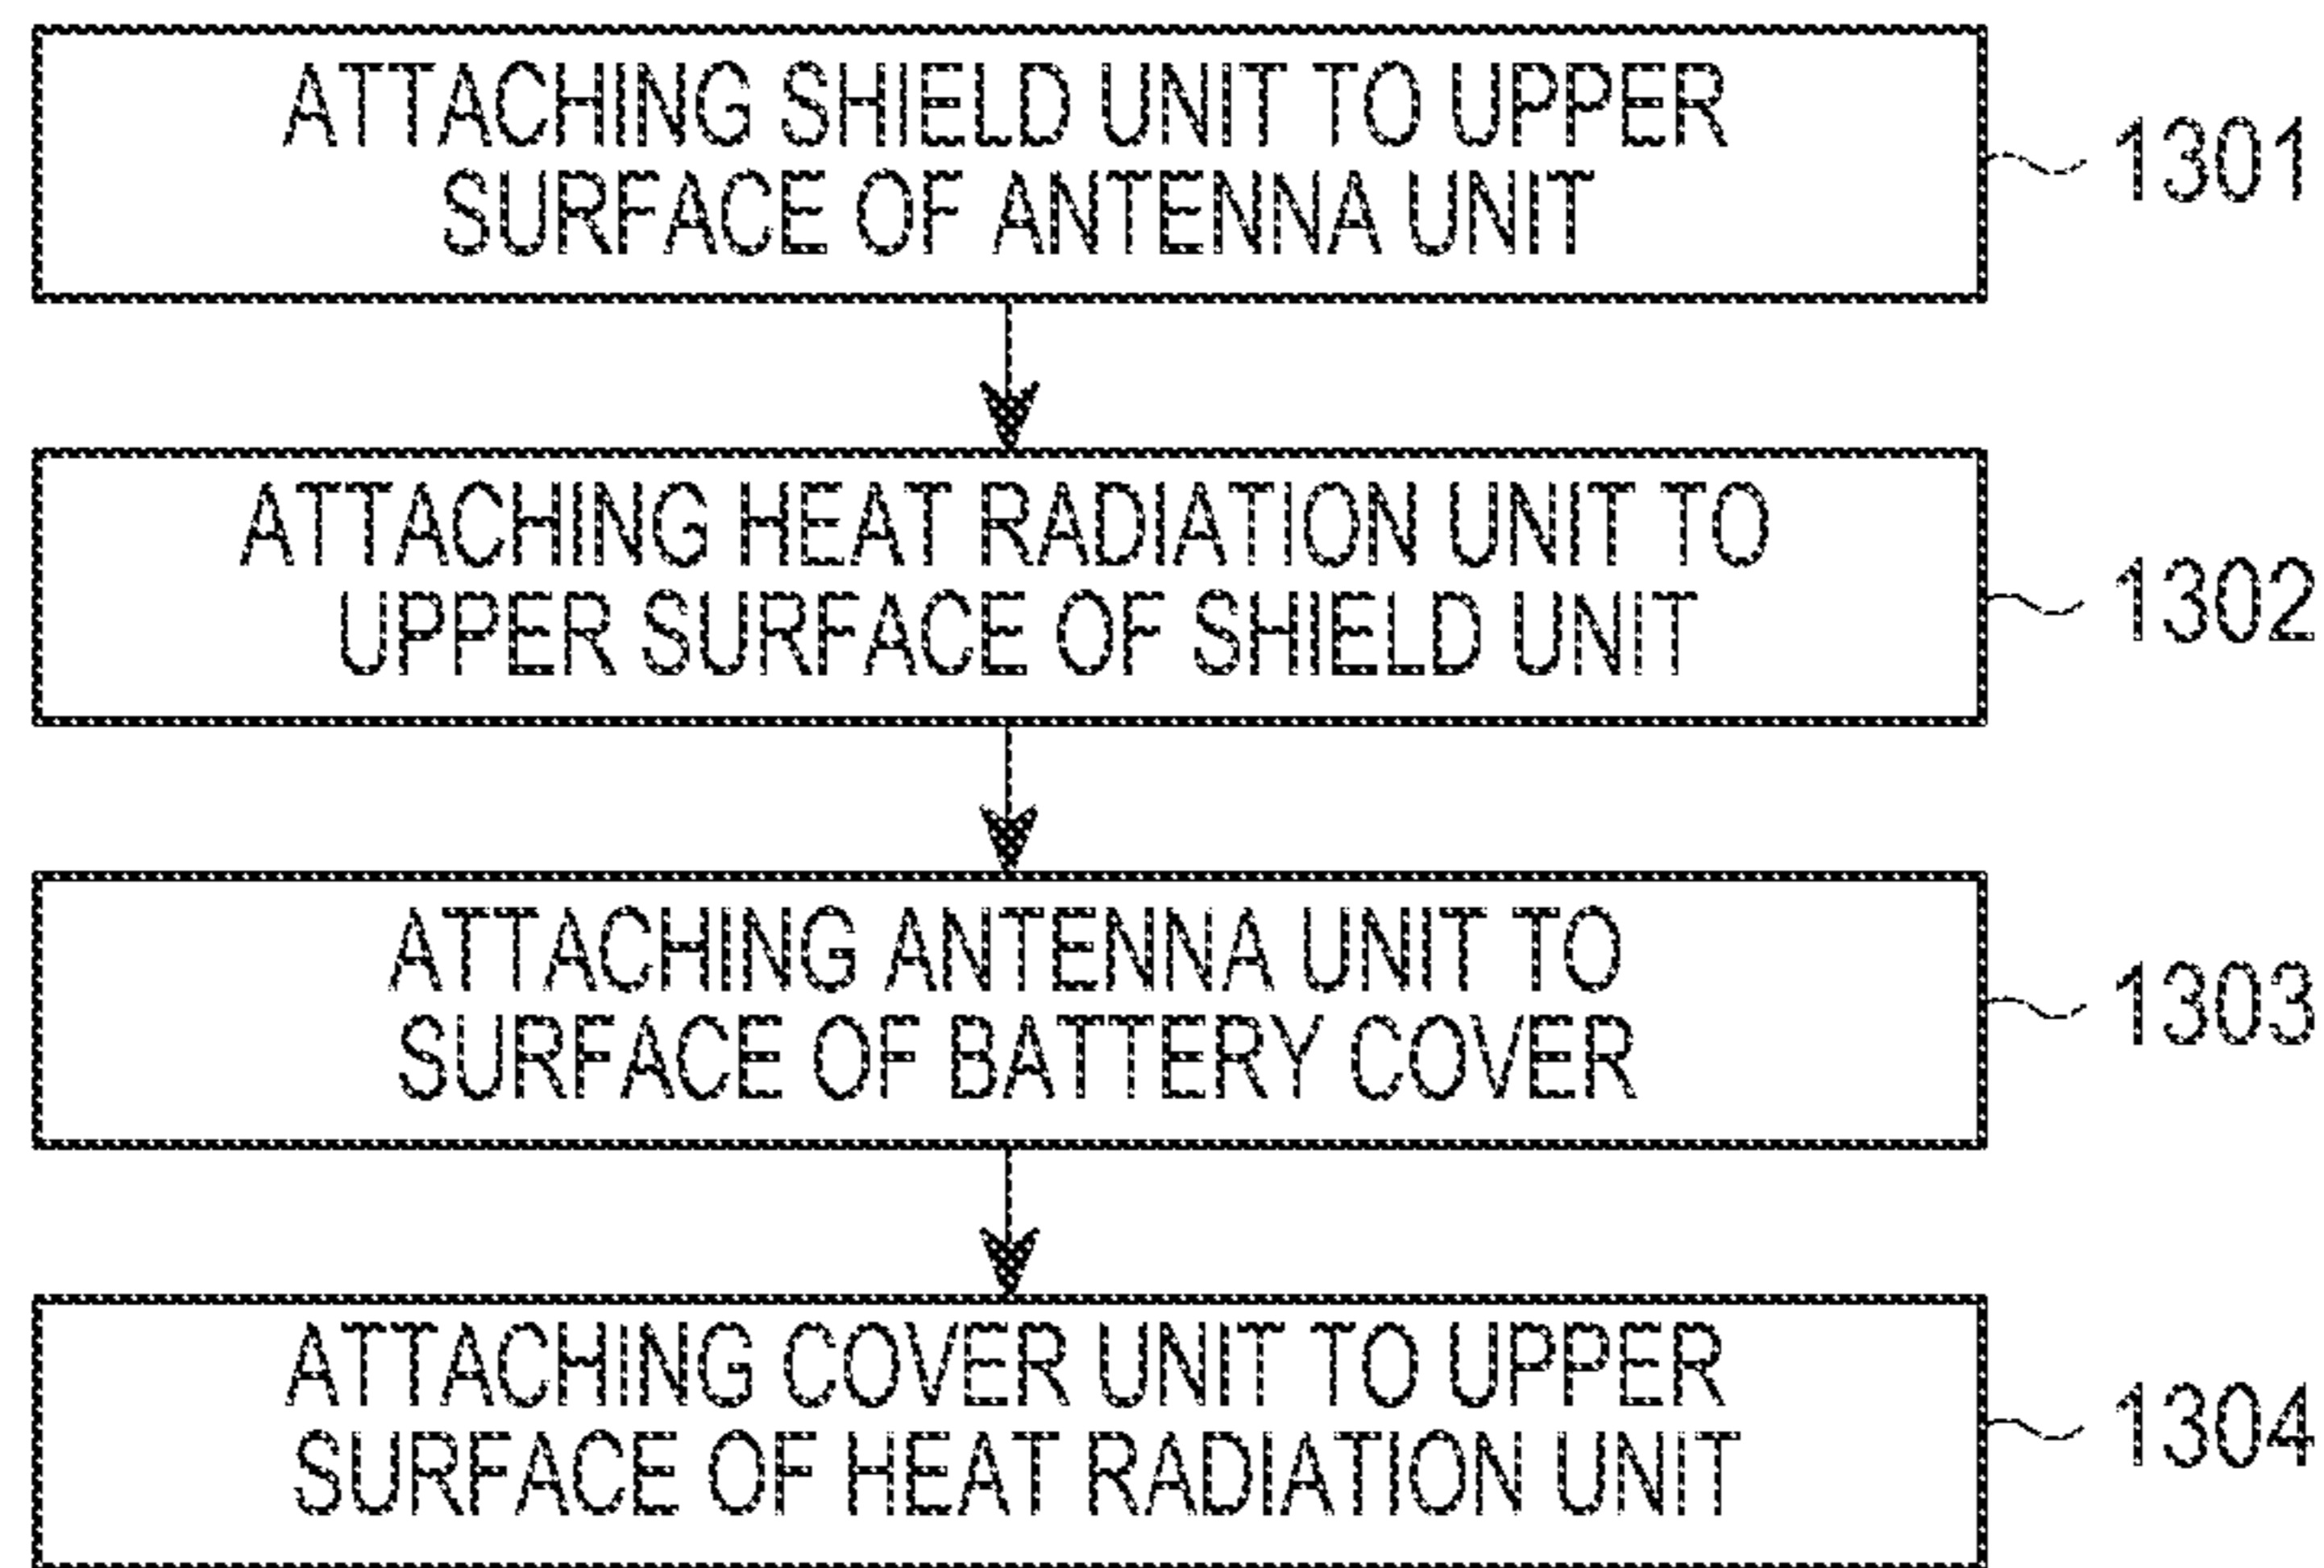 ATTACHING SHIELD UNIT TO UPPER
SURFACE OF ANTENNA UNIT
1301
ATTACHING HEAT RADIATION UNIT TO
UPPER SURFACE OF SHIELD UNIT
1302
ATTACHING ANTENNA UNIT TO
SURFACE OF BATTERY COVER
1303
ATTACHING COVER UNIT TO UPPER
SURFACE OF HEAT RADIATION UNIT
1304